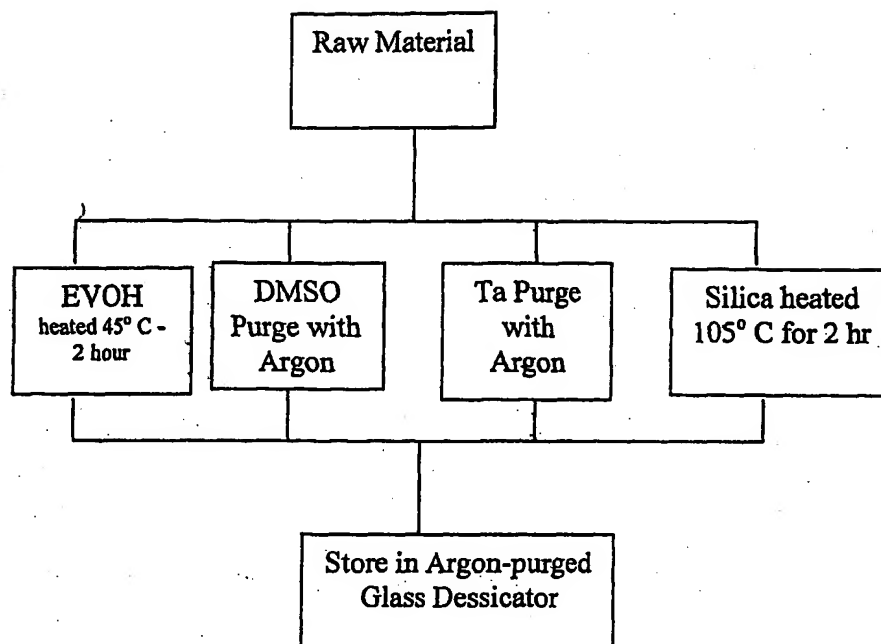 Raw Material
EVOH
heated 45° C -
2 hour
DMSO
Purge with
Argon
Ta Purge
with
Argon
Silica heated
105° C for 2 hr
Store in Argon-purged
Glass Dessicator